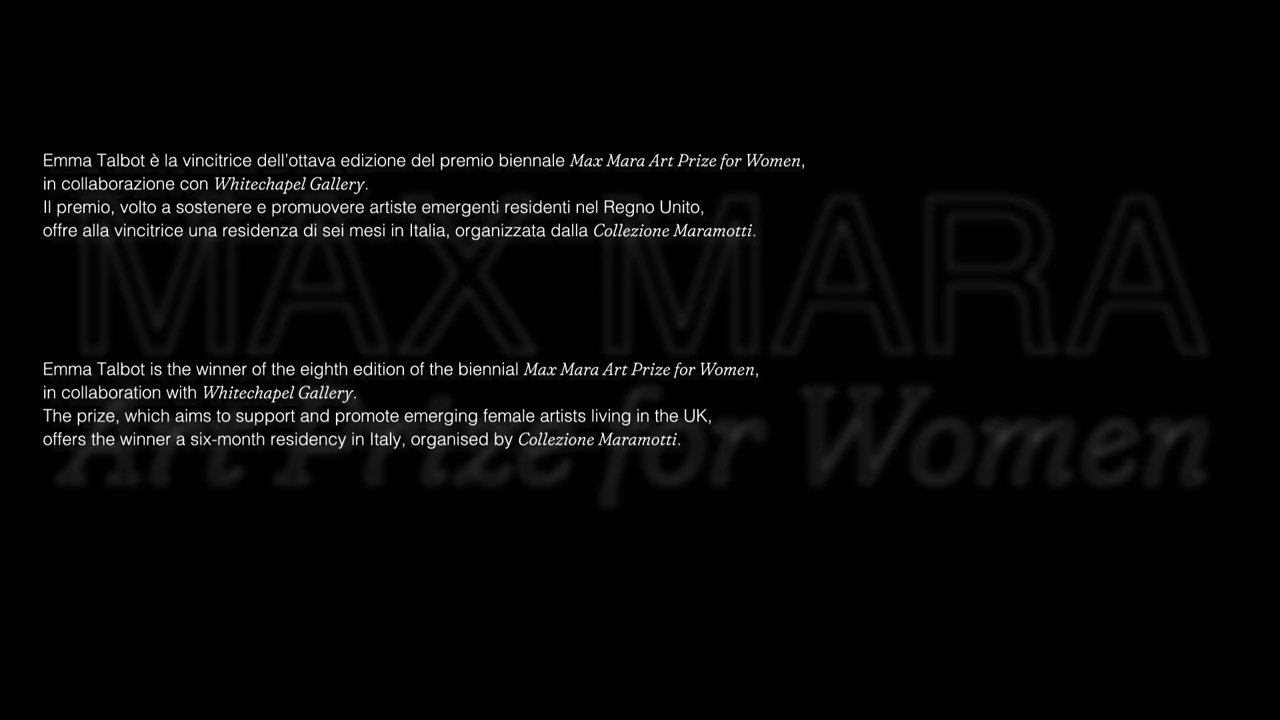 Emma Talbot è la vincitrice dell'ottava edizione del premio biennale Max Mara Art Prize for Women,
in collaborazione con Whitechapel Gallery.
Il premio, volto a sostenere e promuovere artiste emergenti residenti nel Regno Unito,
offre alla vincitrice una residenza di sei mesi in Italia, organizzata dalla Collezione Maramotti.
MAX MARA
Emma Talbot is the winner of the eighth edition of the biennial Max Mara Art Prize for Women,
in collaboration with Whitechapel Gallery.
The prize, which aims to support and promote emerging female artists living in the UK,
offers the winner a six-month residency in Italy, organised by Collezione Maramotti.
Art Prize for Women